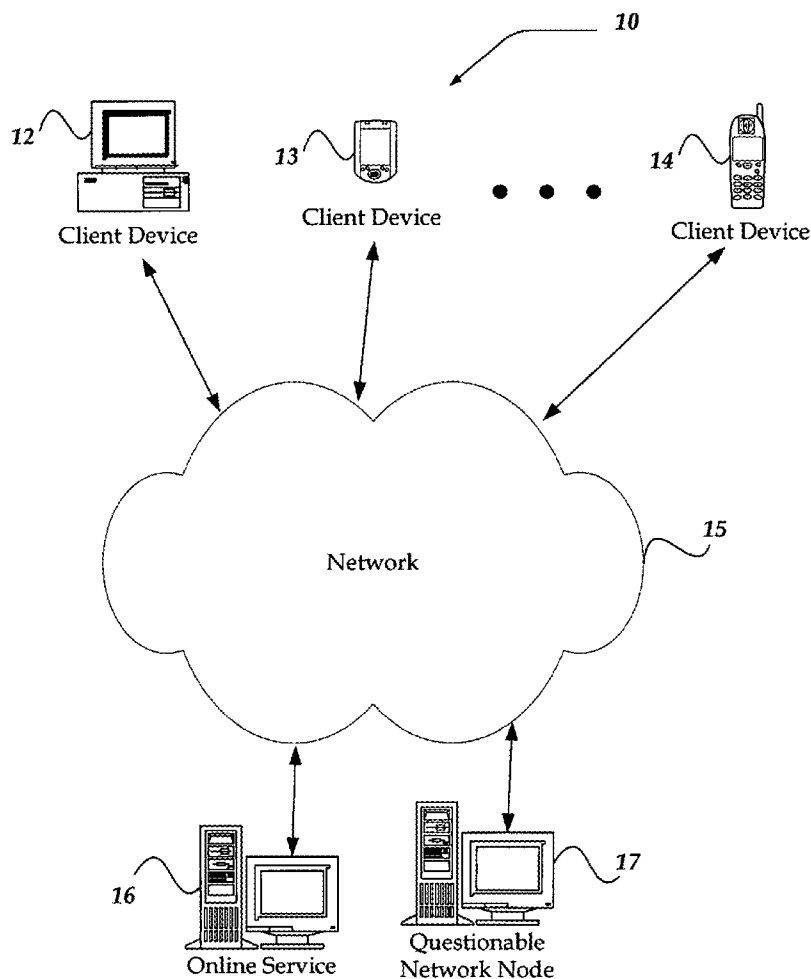 10
12
13
14
Client Device
Client Device
Client Device
15
Network
16
17
Online Service
Questionable
Network Node